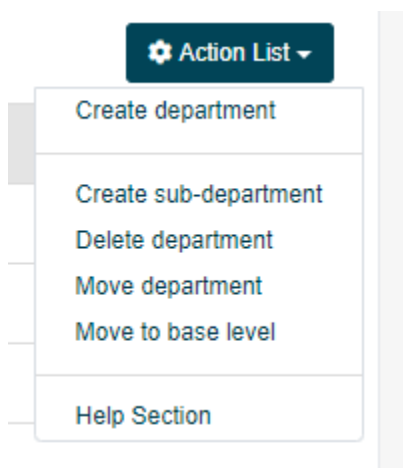 Action List
Create department
Create sub-department
Delete department
Move department
Move to base level
Help Section